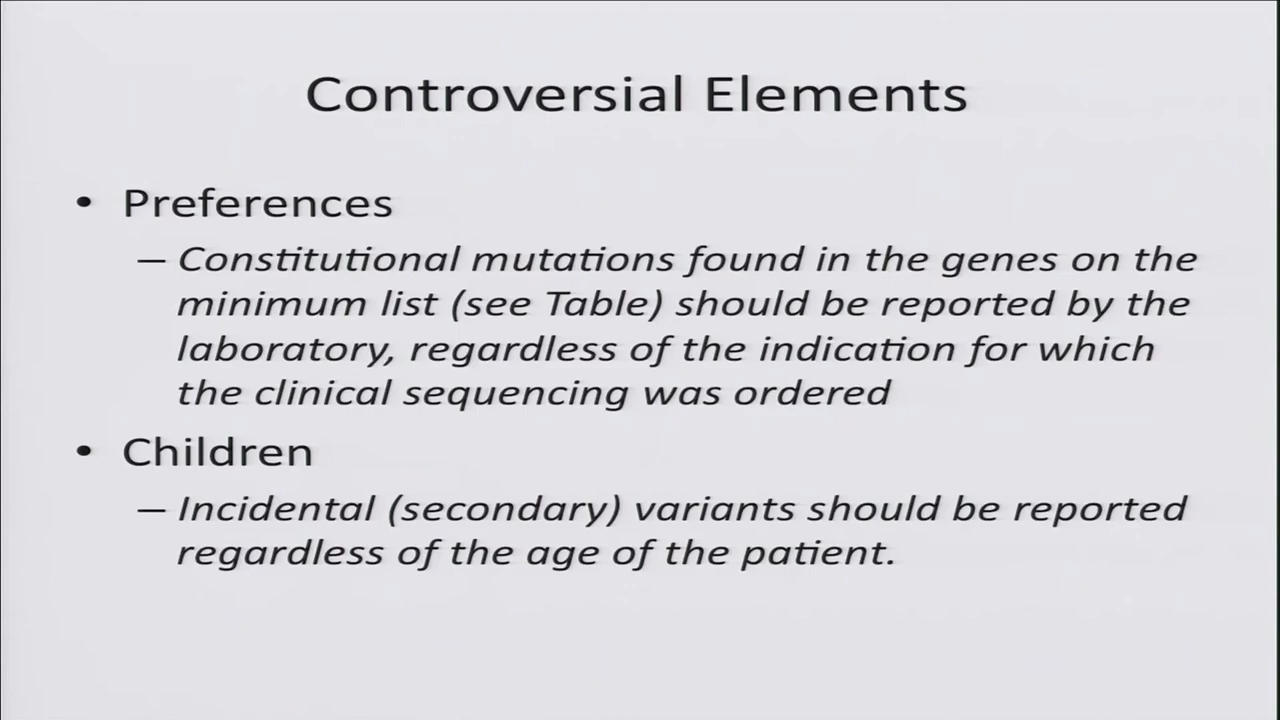 Controversial Elements
• Preferences
– Constitutional mutations found in the genes on the
minimum list (see Table) should be reported by the
laboratory, regardless of the indication for which
the clinical sequencing was ordered
• Children
– Incidental (secondary) variants should be reported
regardless of the age of the patient.